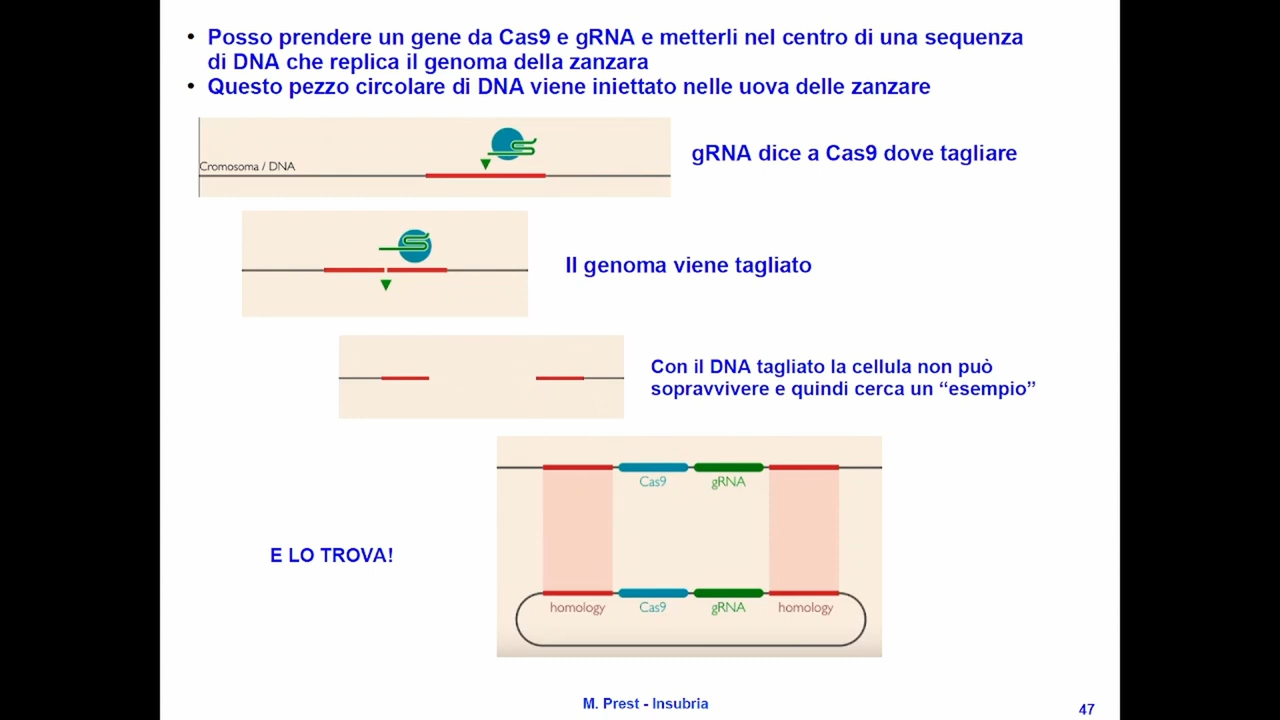 • Posso prendere un gene da Cas9 e gRNA e metterli nel centro di una sequenza
di DNA che replica il genoma della zanzara
• Questo pezzo circolare di DNA viene iniettato nelle uova delle zanzare
Cromosoma / DNA
gRNA dice a Cas9 dove tagliare
Il genoma viene tagliato
Con il DNA tagliato la cellula non può
sopravvivere e quindi cerca un “esempio”
Cas9 gRNA
E LO TROVA!
homology Cas9 gRNA homology
M. Prest - Insubria
47